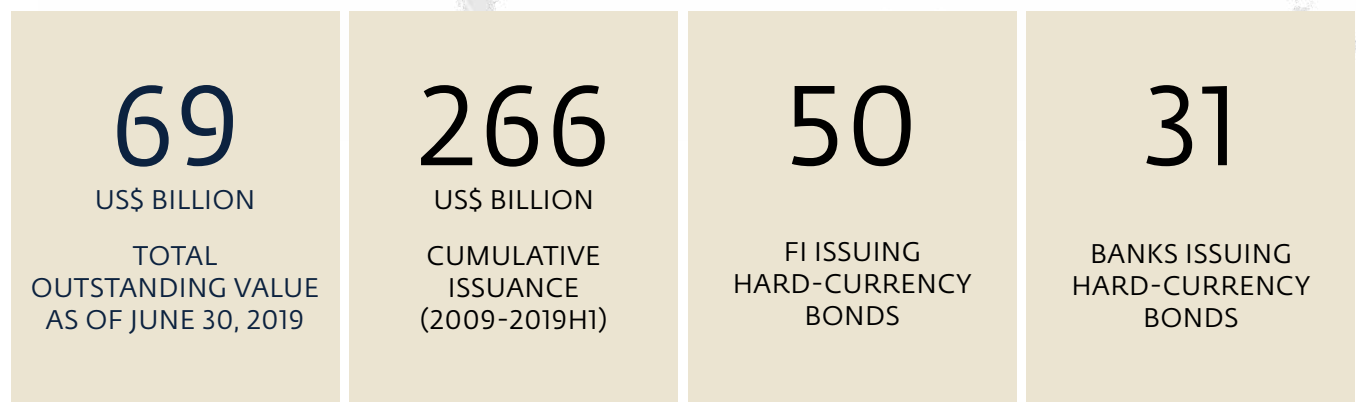 69
US$ BILLION
TOTAL
OUTSTANDING VALUE
AS OF JUNE 30, 2019
266
US$ BILLION
CUMULATIVE
ISSUANCE
(2009-2019H1)
50
FI ISSUING
HARD-CURRENCY
BONDS
31
BANKS ISSUING
HARD-CURRENCY
BONDS